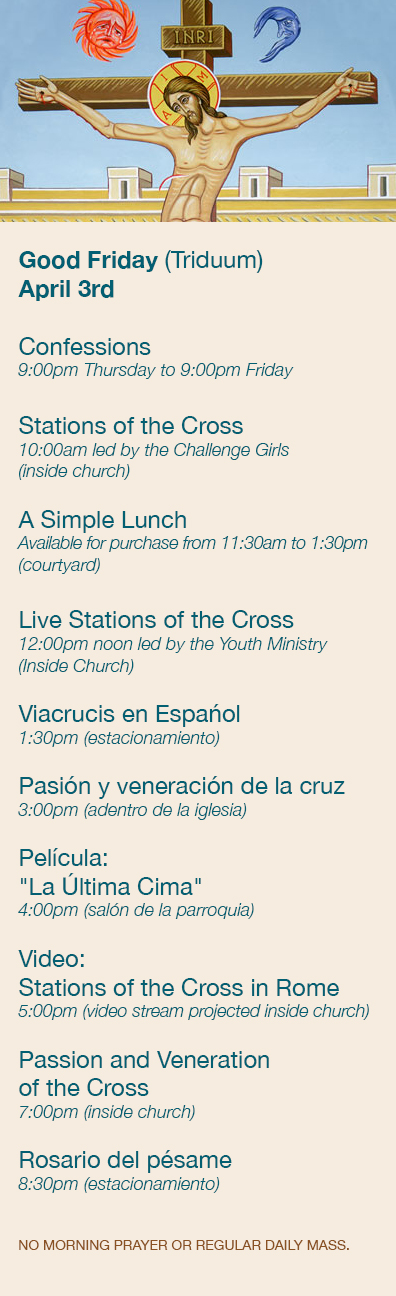 INRI
Good Friday (Triduum)
April 3rd
Confessions
9:00pm Thursday to 9:00pm Friday
Stations of the Cross
10:00am led by the Challenge Girls
(inside church)
A Simple Lunch
Available for purchase from 11:30am to 1:30pm
(courtyard)
Live Stations of the Cross
12:00pm noon led by the Youth Ministry
(Inside Church)
Viacrucis en Espańol
1:30pm (estacionamiento)
Pasión y veneración de la cruz
3:00pm (adentro de la iglesia)
Película:
"La Última Cima"
4:00pm (salón de la parroquia)
Video:
Stations of the Cross in Rome
5:00pm (video stream projected inside church)
Passion and Veneration
of the Cross
7:00pm (inside church)
Rosario del pésame
8:30pm (estacionamiento)
NO MORNING PRAYER OR REGULAR DAILY MASS.